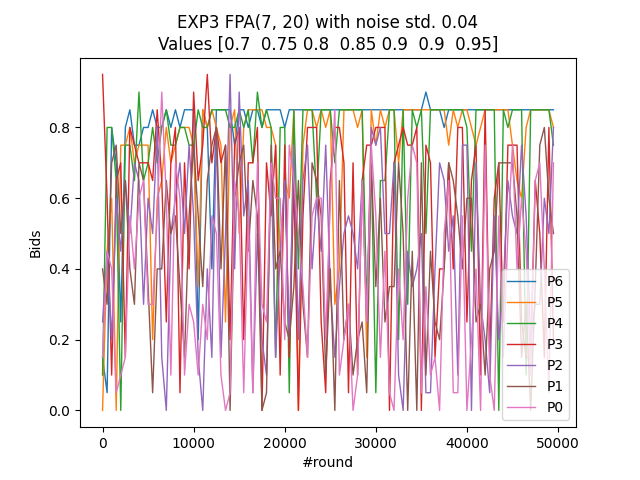 EXP3 FPA(7, 20) with noise std. 0.04
Values [0.7  0.75 0.8  0.85 0.9  0.9  0.95]
Bids
0.8
0.6
0.4
0.2
0.0
P6
P5
P4
P3
P2
P1
P0
0 10000 20000 30000 40000 50000
#round